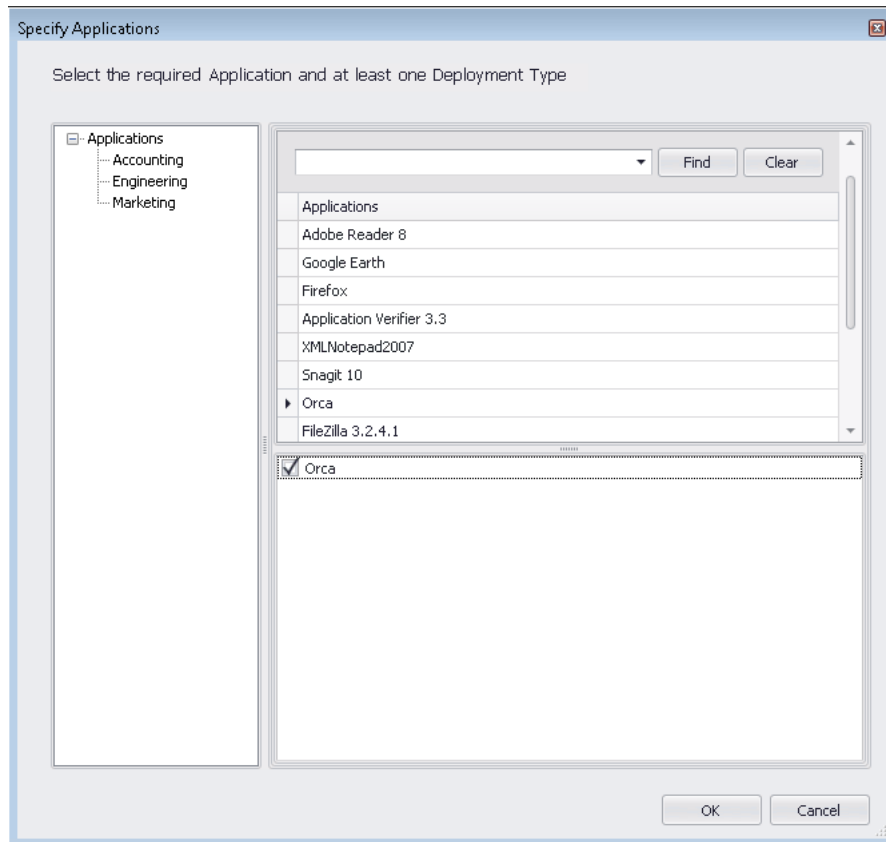 Specify Applications
Select the required Application and at least one Deployment Type
Applications
Accounting
Engineering
Marketing
Find
Clear
Applications
Adobe Reader 8
Google Earth
Firefox
Application Verifier 3.3
XMLNotepad2007
Snagit 10
Orca
FileZilla 3.2.4.1
Orca
OK
Cancel